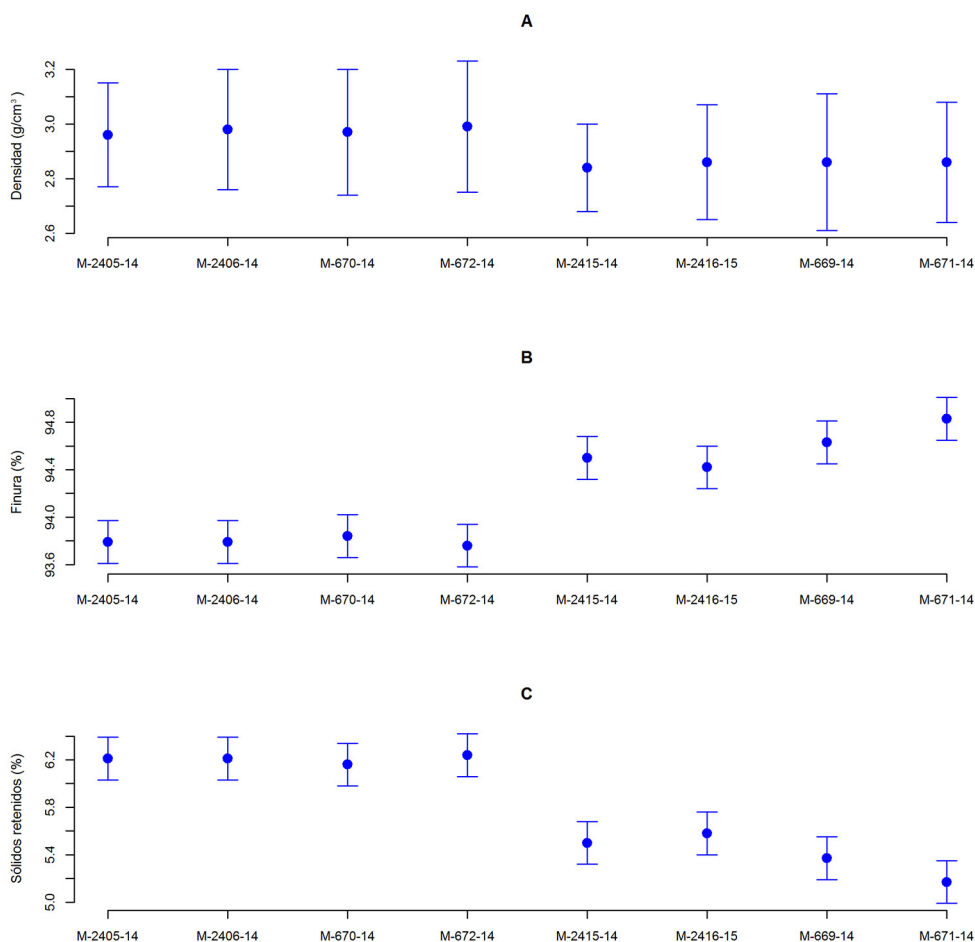 A
Densidad (g/cm³)
3.2
3.0
2.8
2.6
M-2405-14 M-2406-14 M-670-14 M-672-14 M-2415-14 M-2416-15 M-669-14 M-671-14
B
Finura (%)
94.8
94.4
94.0
93.6
M-2405-14 M-2406-14 M-670-14 M-672-14 M-2415-14 M-2416-15 M-669-14 M-671-14
C
Sólidos retenidos (%)
6.2
5.8
5.4
5.0
M-2405-14 M-2406-14 M-670-14 M-672-14 M-2415-14 M-2416-15 M-669-14 M-671-14